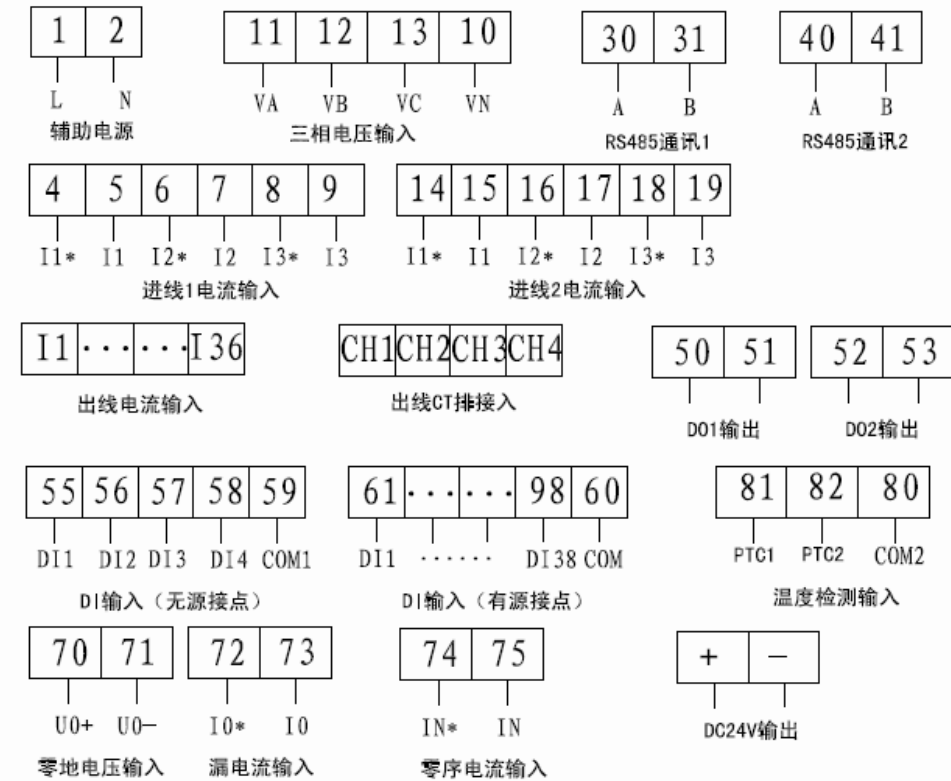 1 2 11 12 13 10 30 31 40 41
L N VA VB VC VN A B A B
辅助电源 三相电压输入 RS485通讯1 RS485通讯2
4 5 6 7 8 9 14 15 16 17 18 19
I1* I1 I2* I2 I3* I3 I1* I1 I2* I2 I3* I3
进线1电流输入 进线2电流输入
I1 ······ I36 CH1 CH2 CH3 CH4 50 51 52 53
出线电流输入 出线CT排接入 DO1输出 DO2输出
55 56 57 58 59 61 ······ 98 60 81 82 80
DI1 DI2 DI3 DI4 COM1 DI1 ······ DI38 COM PTC1 PTC2 COM2
DI输入（无源接点） DI输入（有源接点） 温度检测输入
70 71 72 73 74 75 + −
U0+ U0− I0* I0 IN* IN DC24V输出
零地电压输入 漏电流输入 零序电流输入